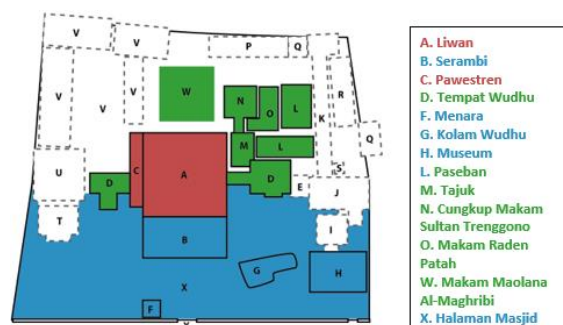 V
V
P
Q
V
V
V
W
N
O
L
K
R
Q
M
L
S
U
D
C
A
D
E
J
T
B
I
G
H
X
F
A. Liwan
B. Serambi
C. Pawestren
D. Tempat Wudhu
F. Menara
G. Kolam Wudhu
H. Museum
L. Paseban
M. Tajuk
N. Cungkup Makam
Sultan Trenggono
O. Makam Raden
Patah
W. Makam Maolana
Al-Maghribi
X. Halaman Masjid